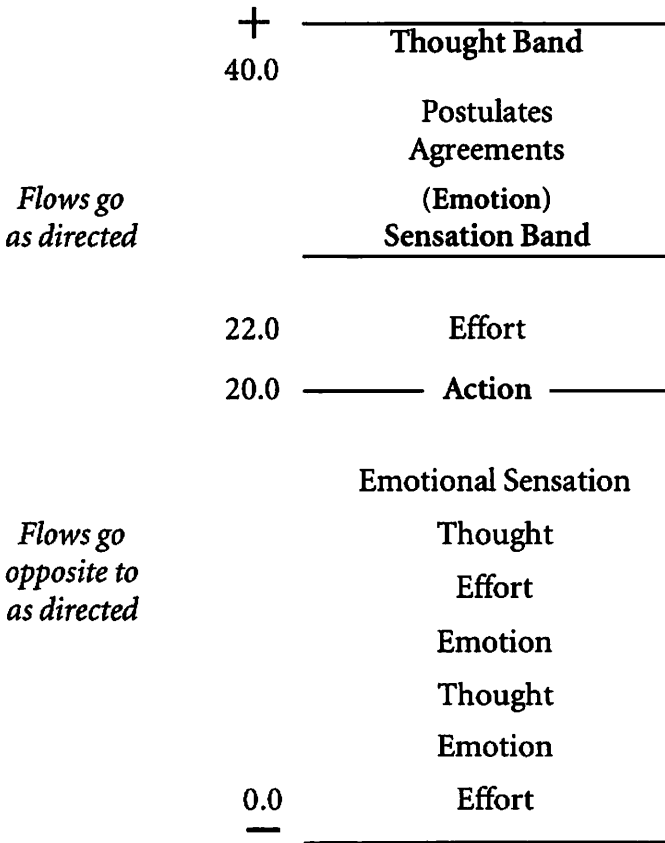 +
Thought Band
40.0
Postulates
Agreements
Flows go
as directed
(Emotion)
Sensation Band
22.0 Effort
20.0 Action
Emotional Sensation
Flows go
opposite to
as directed
Thought
Effort
Emotion
Thought
Emotion
0.0 Effort
–